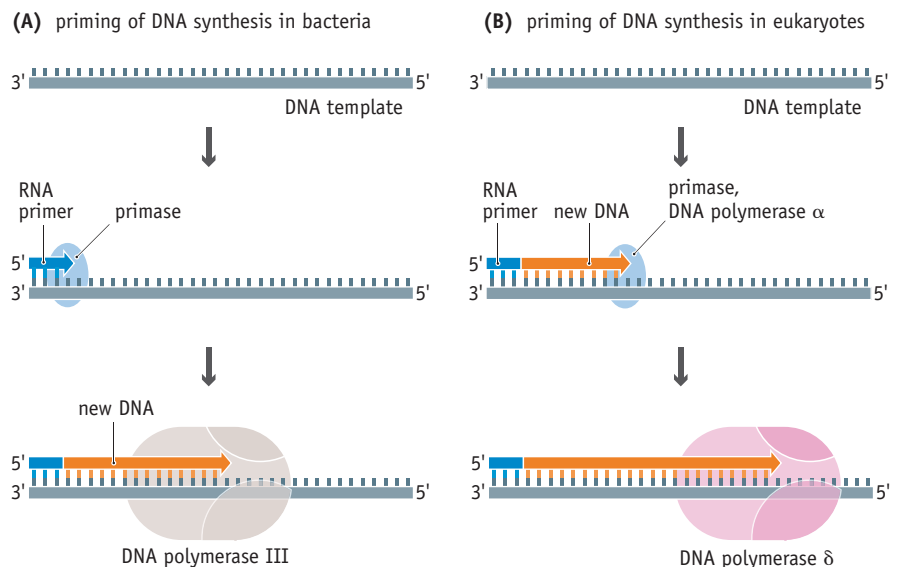 (A) priming of DNA synthesis in bacteria
3' 5'
DNA template
RNA
primer primase
5'
3' 5'
new DNA
5'
3' 5'
DNA polymerase III
(B) priming of DNA synthesis in eukaryotes
3' 5'
DNA template
primase,
DNA polymerase α
RNA
primer new DNA
5'
3' 5'
5'
3' 5'
DNA polymerase δ